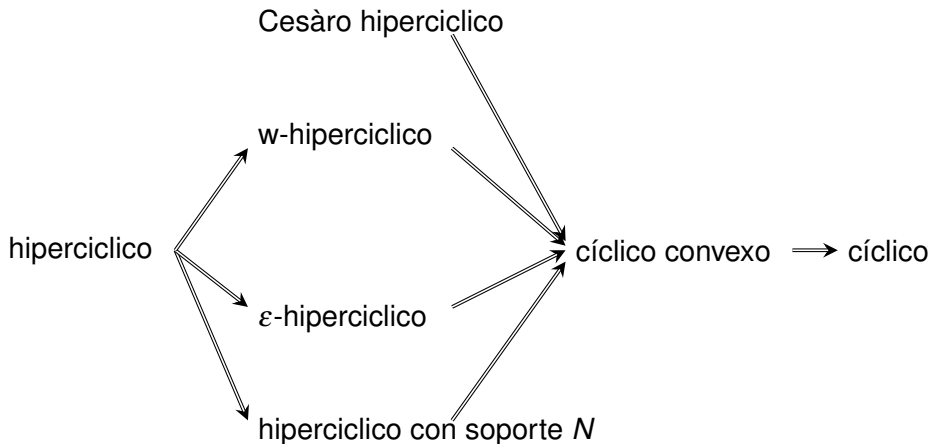 Cesàro hiperciclico
w-hiperciclico
hiperciclico
cíclico convexo
cíclico
ε-hiperciclico
hiperciclico con soporte N